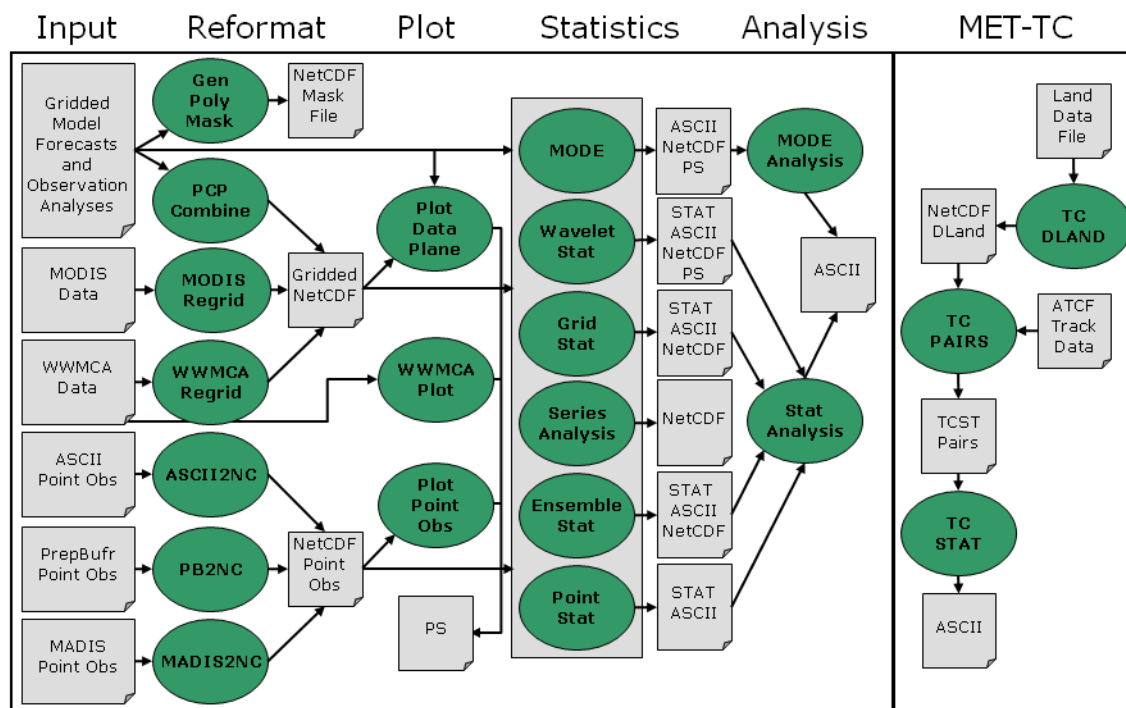 Input
Reformat
Plot
Statistics
Analysis
MET-TC
Gridded
Model
Forecasts
and
Observation
Analyses
MODIS
Data
WWMCA
Data
ASCII
Point Obs
PrepBufr
Point Obs
MADIS
Point Obs
Gen
Poly
Mask
NetCDF
Mask
File
PCP
Combine
MODIS
Regrid
WWMCA
Regrid
Gridded
NetCDF
ASCII2NC
PB2NC
MADIS2NC
NetCDF
Point
Obs
Plot
Data
Plane
WWMCA
Plot
Plot
Point
Obs
PS
MODE
Wavelet
Stat
Grid
Stat
Series
Analysis
Ensemble
Stat
Point
Stat
ASCII
NetCDF
PS
STAT
ASCII
NetCDF
PS
STAT
ASCII
NetCDF
NetCDF
STAT
ASCII
NetCDF
STAT
ASCII
MODE
Analysis
ASCII
Stat
Analysis
Land
Data
File
TC
DLAND
NetCDF
DLand
TC
PAIRS
ATCF
Track
Data
TCST
Pairs
TC
STAT
ASCII